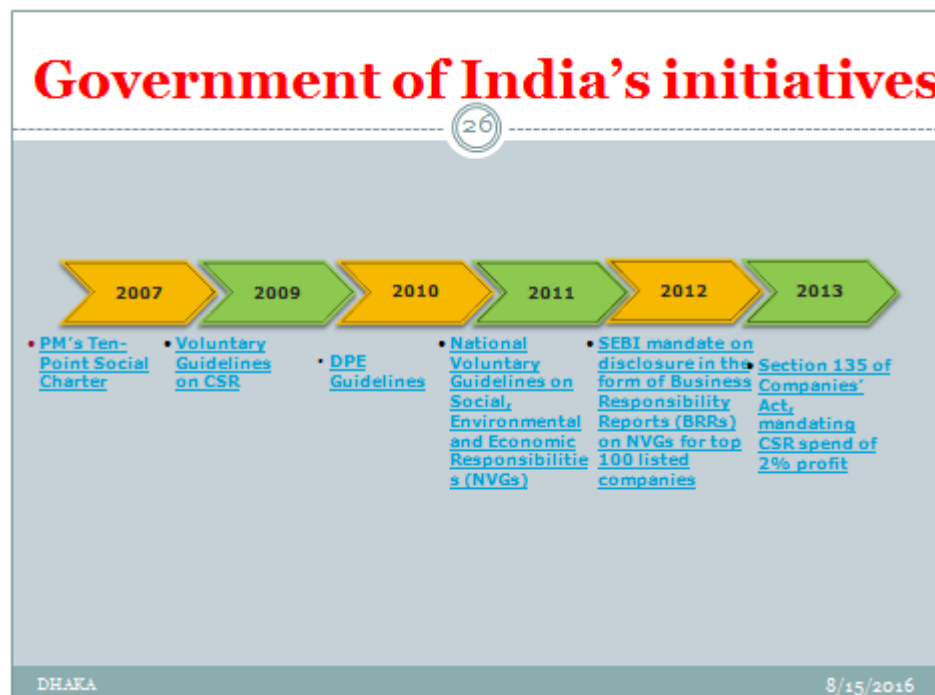 Government of India's initiatives
26
2007
2009
2010
2011
2012
2013
• PM's Ten-
Point Social
Charter
• Voluntary
Guidelines
on CSR
• DPE
Guidelines
• National
Voluntary
Guidelines on
Social,
Environmental
and Economic
Responsibilitie
s (NVGs)
• SEBI mandate on
disclosure in the
form of Business
Responsibility
Reports (BRRs)
on NVGs for top
100 listed
companies
• Section 135 of
Companies'
Act,
mandating
CSR spend of
2% profit
DHAKA
8/15/2016